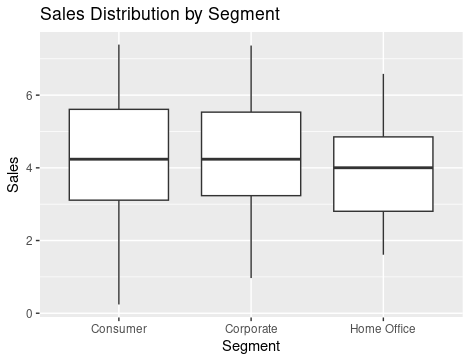 Sales Distribution by Segment
Sales
6
4
2
0
Consumer Corporate Home Office
Segment